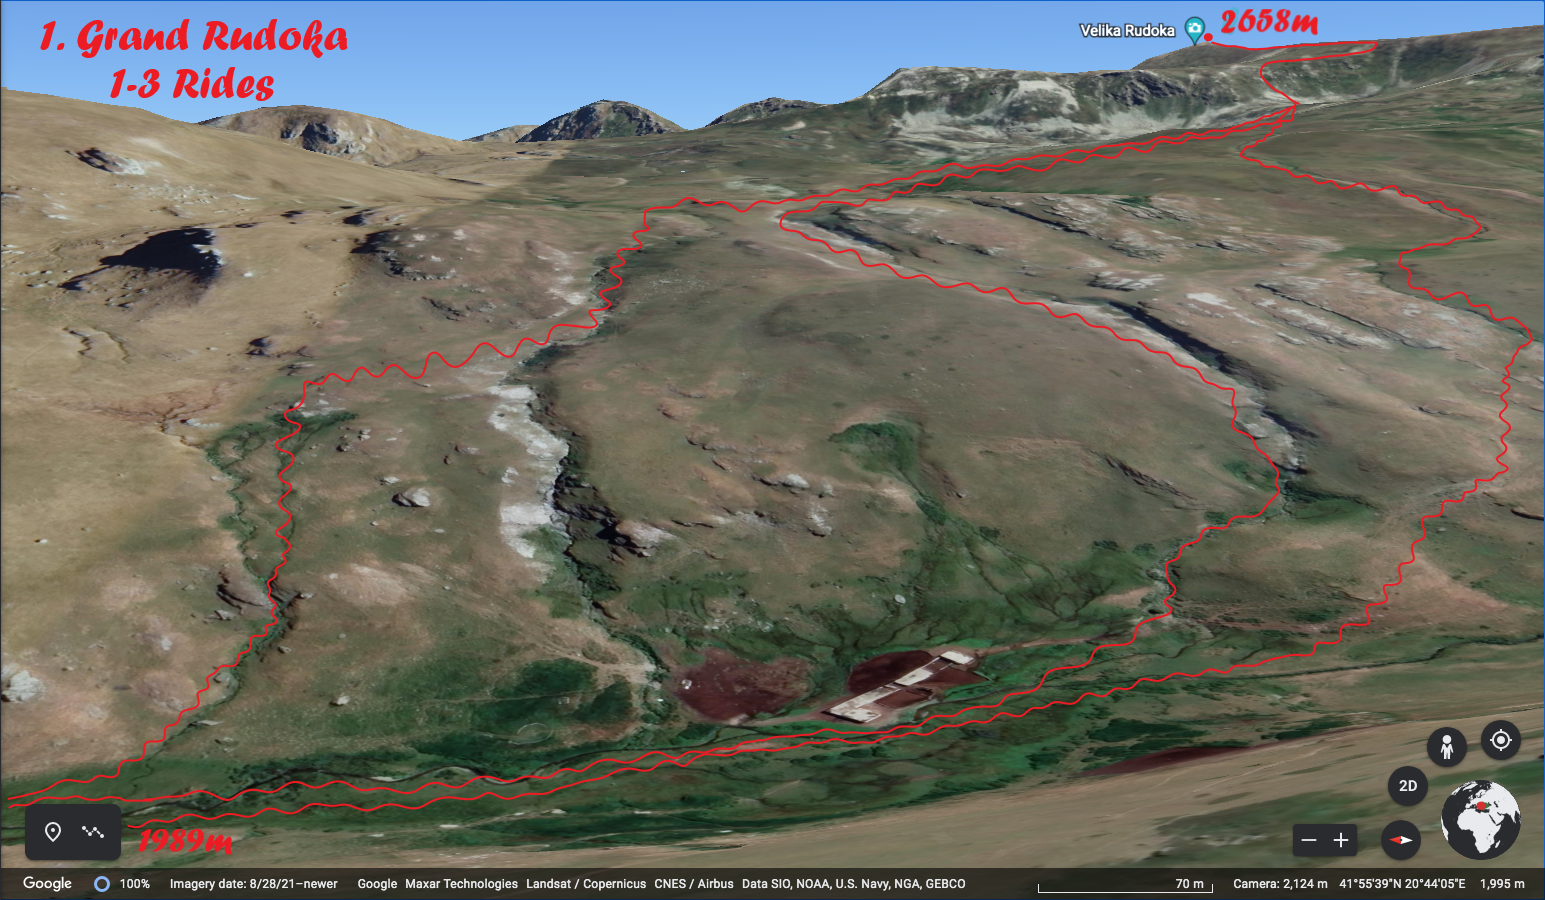 1. Grand Rudoka
1-3 Rides
Velika Rudoka
2658m
1989m
2D
Google
100%
Imagery date: 8/28/21–newer
Google Maxar Technologies Landsat / Copernicus CNES / Airbus Data SIO, NOAA, U.S. Navy, NGA, GEBCO
70 m
Camera: 2,124 m 41°55'39"N 20°44'05"E 1,995 m